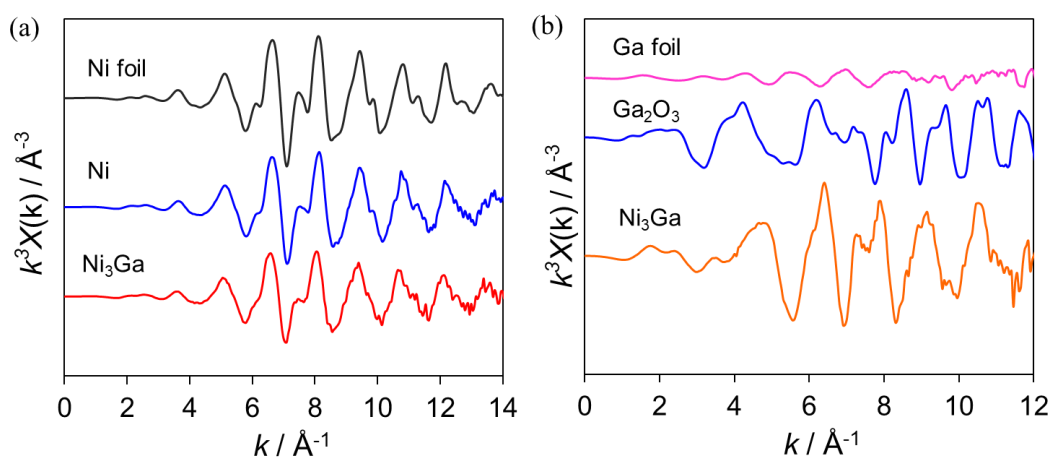 (a)
Ni foil
Ni
Ni₃Ga
k³X(k) / Å⁻³
0 2 4 6 8 10 12 14
k / Å⁻¹
(b)
Ga foil
Ga₂O₃
Ni₃Ga
k³X(k) / Å⁻³
0 2 4 6 8 10 12
k / Å⁻¹